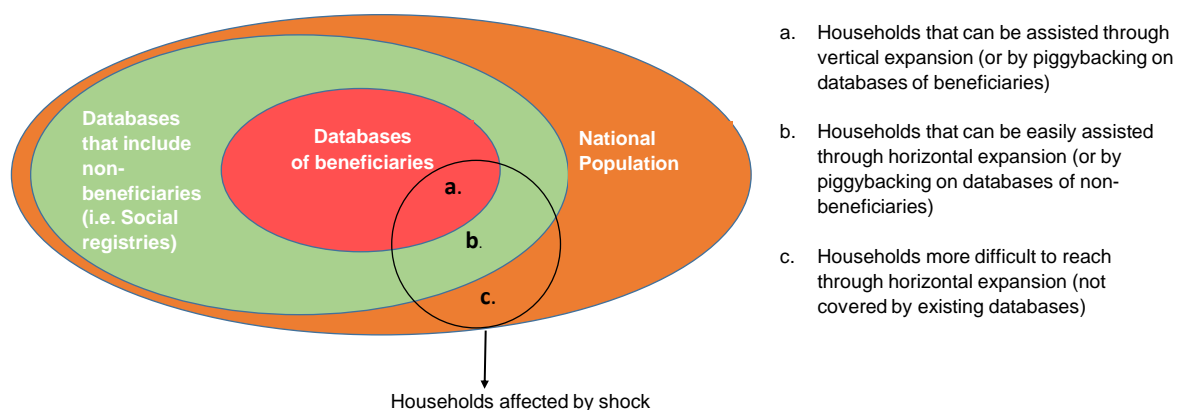 Databases
that include
non-
beneficiaries
(i.e. Social
registries)
Databases
of beneficiaries
National
Population
a.
b.
c.
Households affected by shock
a. Households that can be assisted through
vertical expansion (or by piggybacking on
databases of beneficiaries)
b. Households that can be easily assisted
through horizontal expansion (or by
piggybacking on databases of non-
beneficiaries)
c. Households more difficult to reach
through horizontal expansion (not
covered by existing databases)